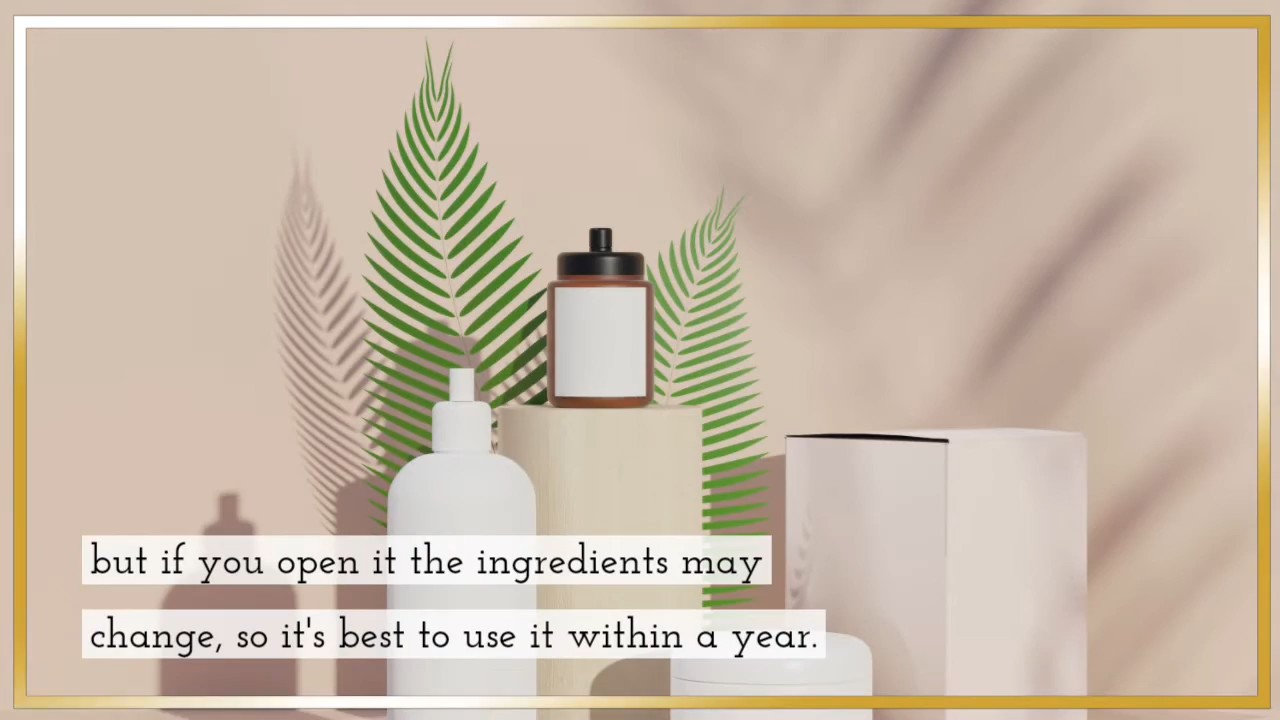 but if you open it the ingredients may
change, so it's best to use it within a year.